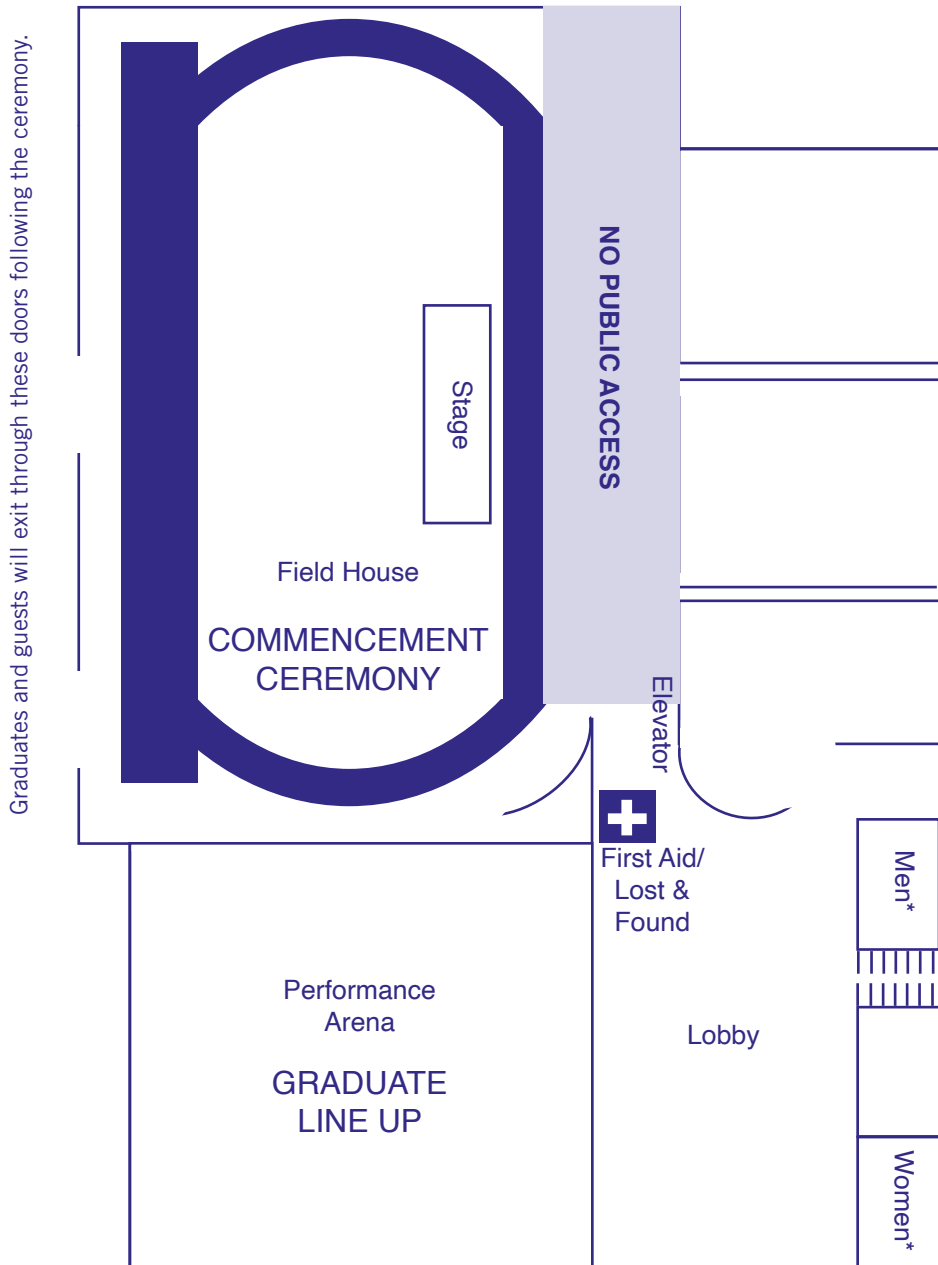 Graduates and guests will exit through these doors following the ceremony.
NO PUBLIC ACCESS
Stage
Field House
COMMENCEMENT
CEREMONY
Elevator
First Aid/
Lost &
Found
Men*
Performance
Arena
GRADUATE
LINE UP
Lobby
Women*